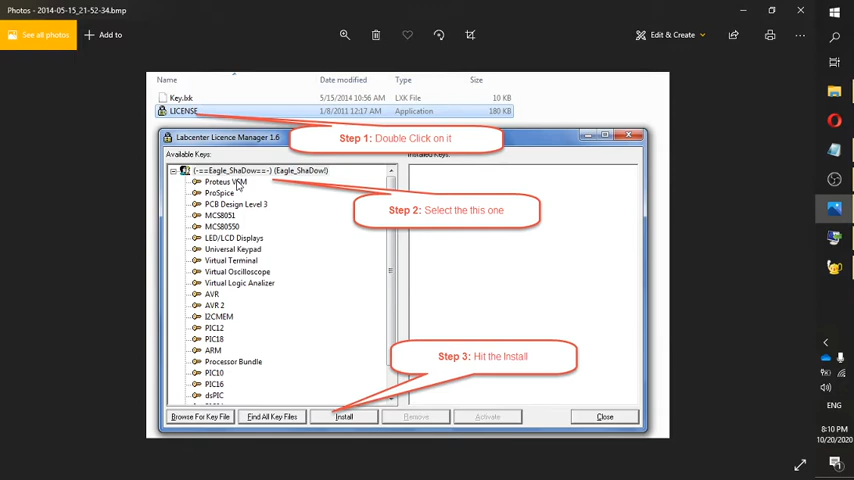 Photos - 2014-05-15_21-52-34.bmp
See all photos
Add to
Edit & Create
Name
Date modified
Type
Size
Key.lxk
5/15/2014 10:56 AM
LXK File
10 KB
LICENSE
1/8/2011 12:17 AM
Application
180 KB
Step 1: Double Click on it
Labcenter Licence Manager 1.6
Available Keys:
Installed Keys:
(-==Eagle_ShaDow==-) (Eagle_ShaDow!)
Proteus VSM
ProSpice
PCB Design Level 3
MCS8051
MCS80550
LED/LCD Displays
Universal Keypad
Virtual Terminal
Virtual Oscilloscope
Virtual Logic Analizer
AVR
AVR 2
I2CMEM
PIC12
PIC18
ARM
Processor Bundle
PIC10
PIC16
dsPIC
Step 2: Select the this one
Step 3: Hit the Install
Browse For Key File
Find All Key Files
Install
Remove
Activate
Close
ENG
8:10 PM
10/20/2020